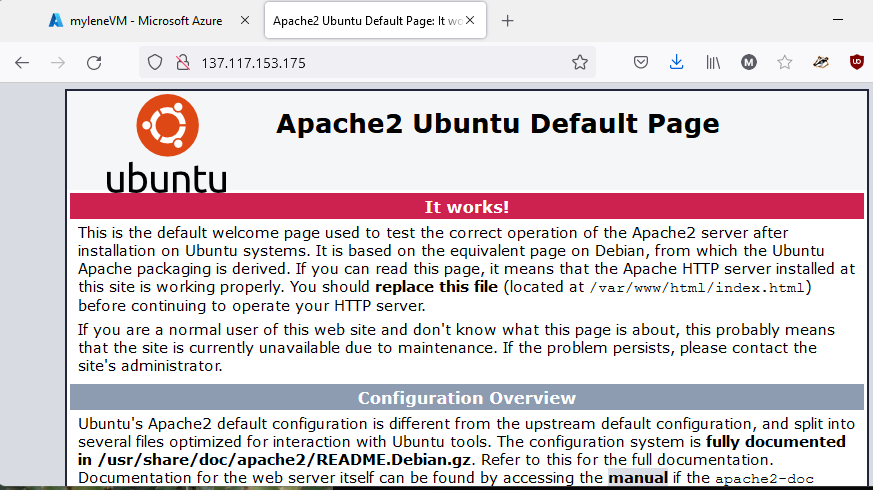 myleneVM - Microsoft Azure
Apache2 Ubuntu Default Page: It wo
137.117.153.175
M
ubuntu
Apache2 Ubuntu Default Page
It works!
This is the default welcome page used to test the correct operation of the Apache2 server after
installation on Ubuntu systems. It is based on the equivalent page on Debian, from which the Ubuntu
Apache packaging is derived. If you can read this page, it means that the Apache HTTP server installed at
this site is working properly. You should replace this file (located at /var/www/html/index.html)
before continuing to operate your HTTP server.
If you are a normal user of this web site and don't know what this page is about, this probably means
that the site is currently unavailable due to maintenance. If the problem persists, please contact the
site's administrator.
Configuration Overview
Ubuntu's Apache2 default configuration is different from the upstream default configuration, and split into
several files optimized for interaction with Ubuntu tools. The configuration system is fully documented
in /usr/share/doc/apache2/README.Debian.gz. Refer to this for the full documentation.
Documentation for the web server itself can be found by accessing the manual if the apache2-doc